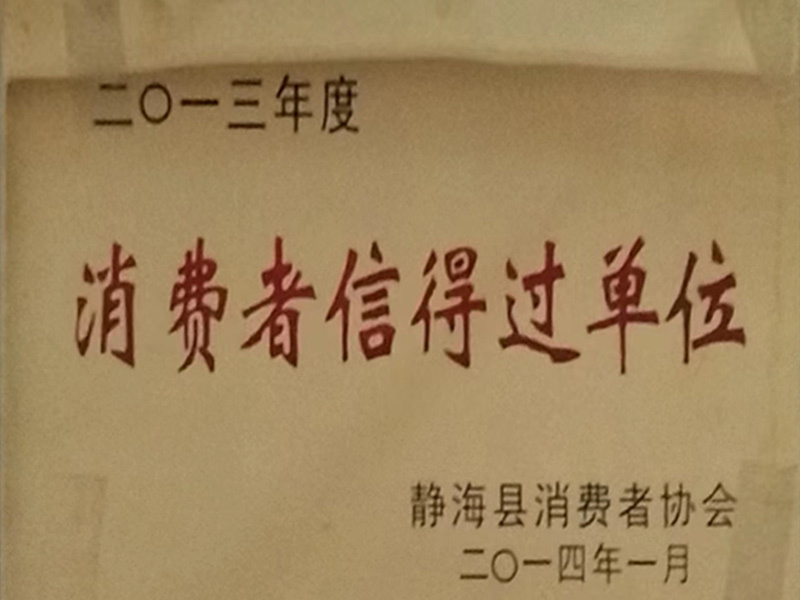 二〇一三年度
消费者信得过单位
静海县消费者协会
二〇一四年一月